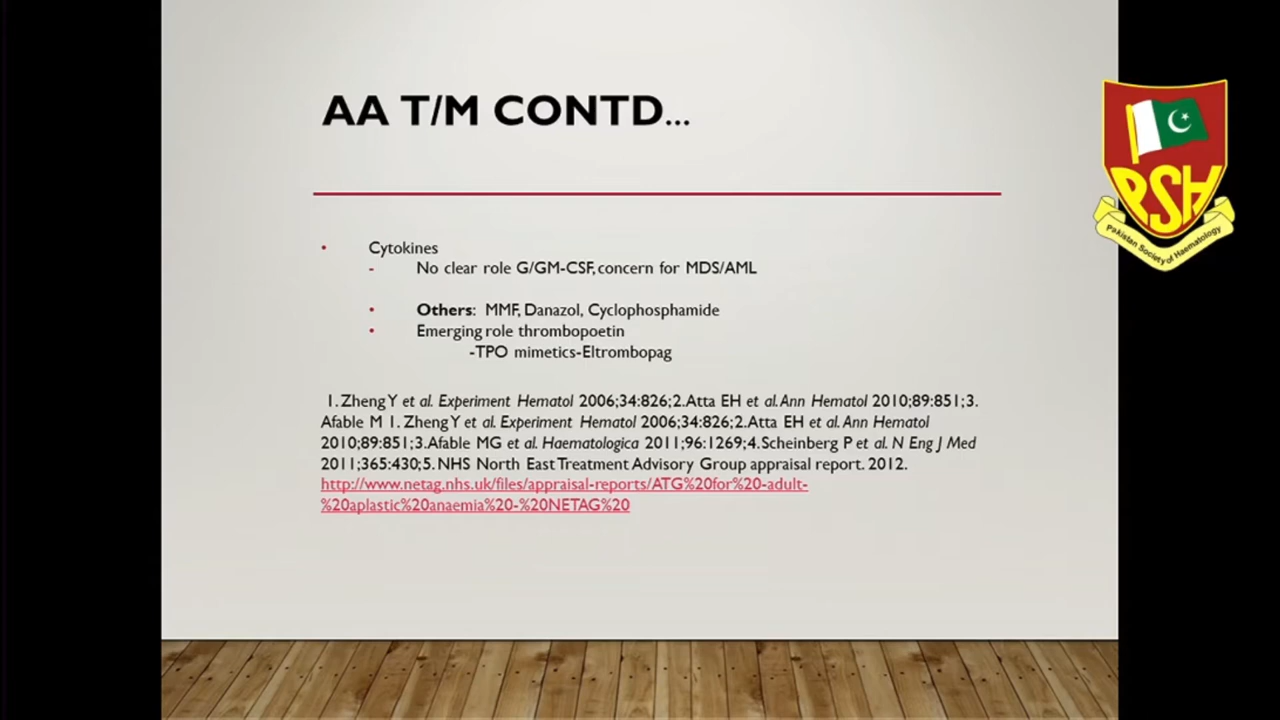 AA T/M CONTD...
• Cytokines
- No clear role G/GM-CSF, concern for MDS/AML
• Others: MMF, Danazol, Cyclophosphamide
• Emerging role thrombopoetin
-TPO mimetics-Eltrombopag
1. Zheng Y et al. Experiment Hematol 2006;34:826;2.Atta EH et al. Ann Hematol 2010;89:851;3.
Afable M 1. Zheng Y et al. Experiment Hematol 2006;34:826;2.Atta EH et al. Ann Hematol
2010;89:851;3.Afable MG et al. Haematologica 2011;96:1269;4.Scheinberg P et al. N Eng J Med
2011;365:430;5. NHS North East Treatment Advisory Group appraisal report. 2012.
http://www.netag.nhs.uk/files/appraisal-reports/ATG%20for%20-adult-
%20aplastic%20anaemia%20-%20NETAG%20
PSH
Pakistan Society of Haematology